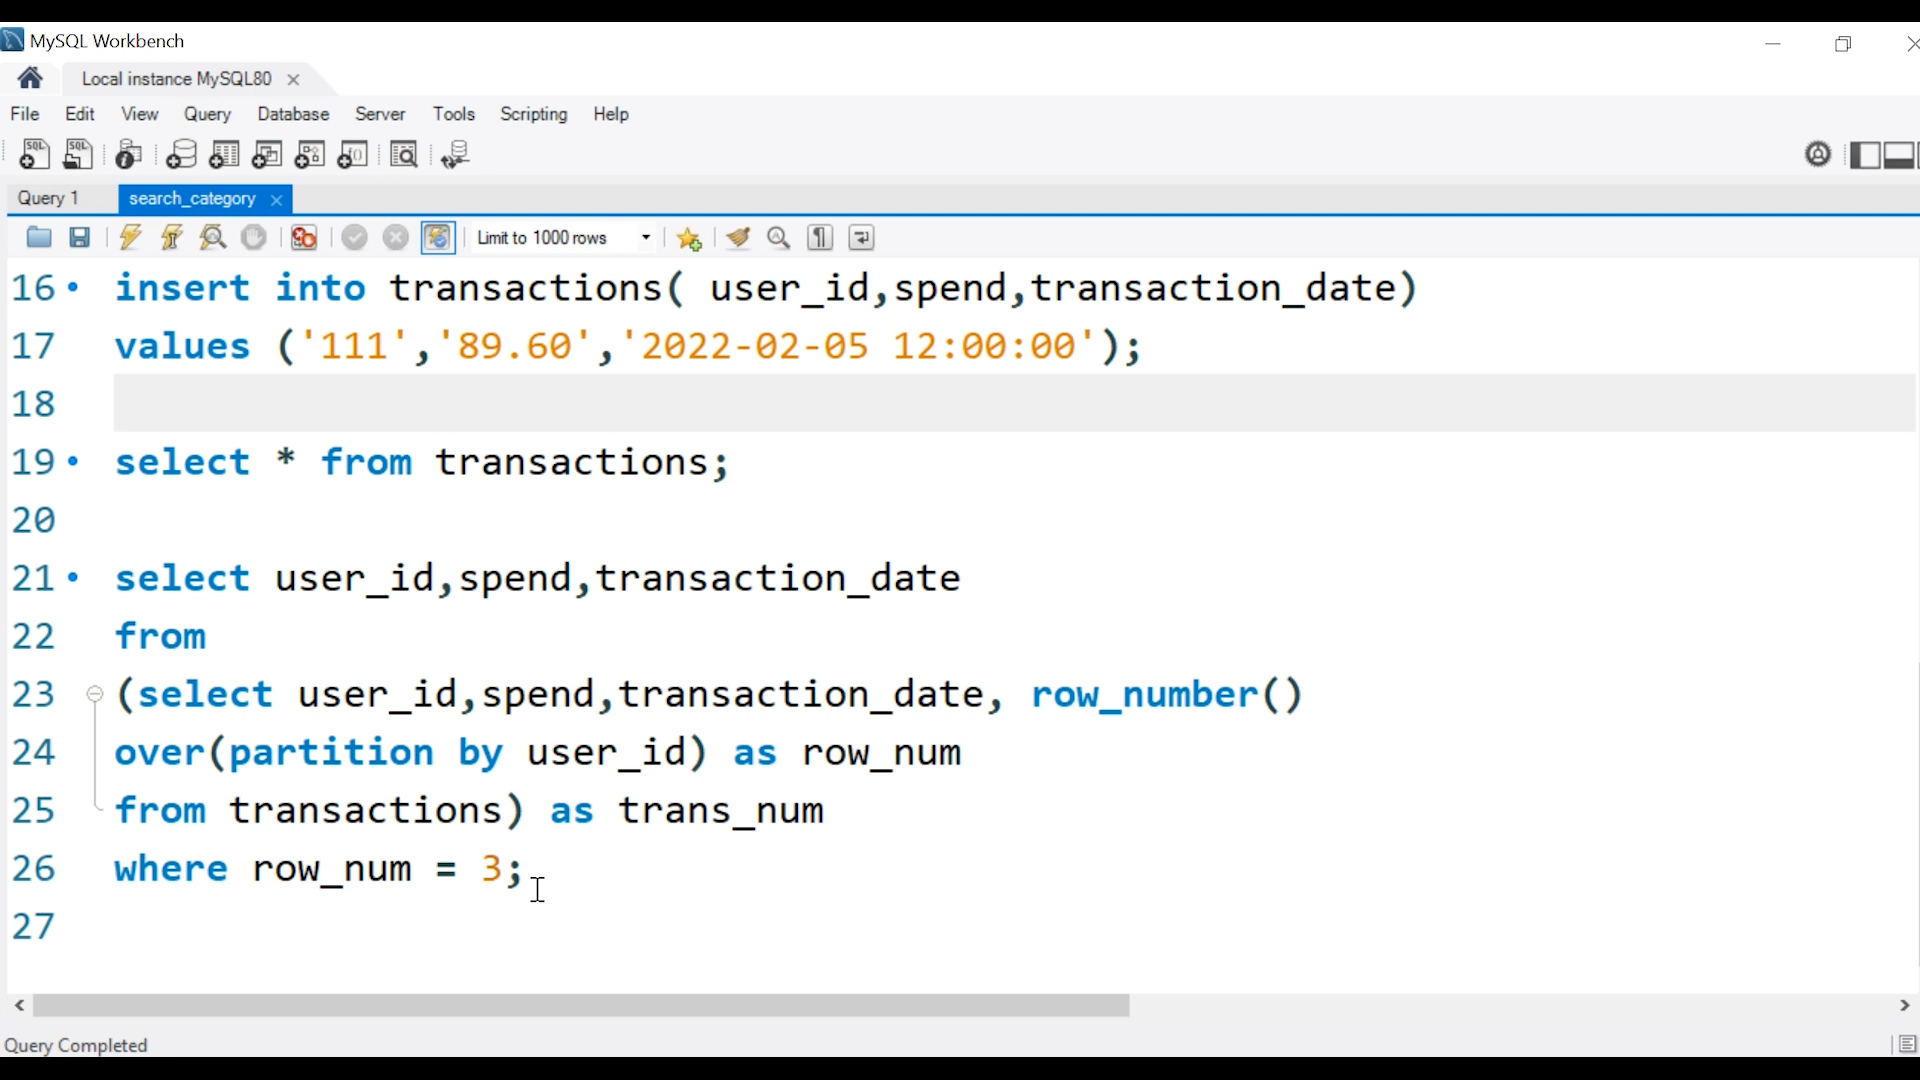 MySQL Workbench
Local instance MySQL80
File Edit View Query Database Server Tools Scripting Help
Query 1 search_category
Limit to 1000 rows
16 insert into transactions( user_id,spend,transaction_date)
17 values ('111','89.60','2022-02-05 12:00:00');
18
19 select * from transactions;
20
21 select user_id,spend,transaction_date
22 from
23 (select user_id,spend,transaction_date, row_number()
24 over(partition by user_id) as row_num
25 from transactions) as trans_num
26 where row_num = 3;
27
Query Completed